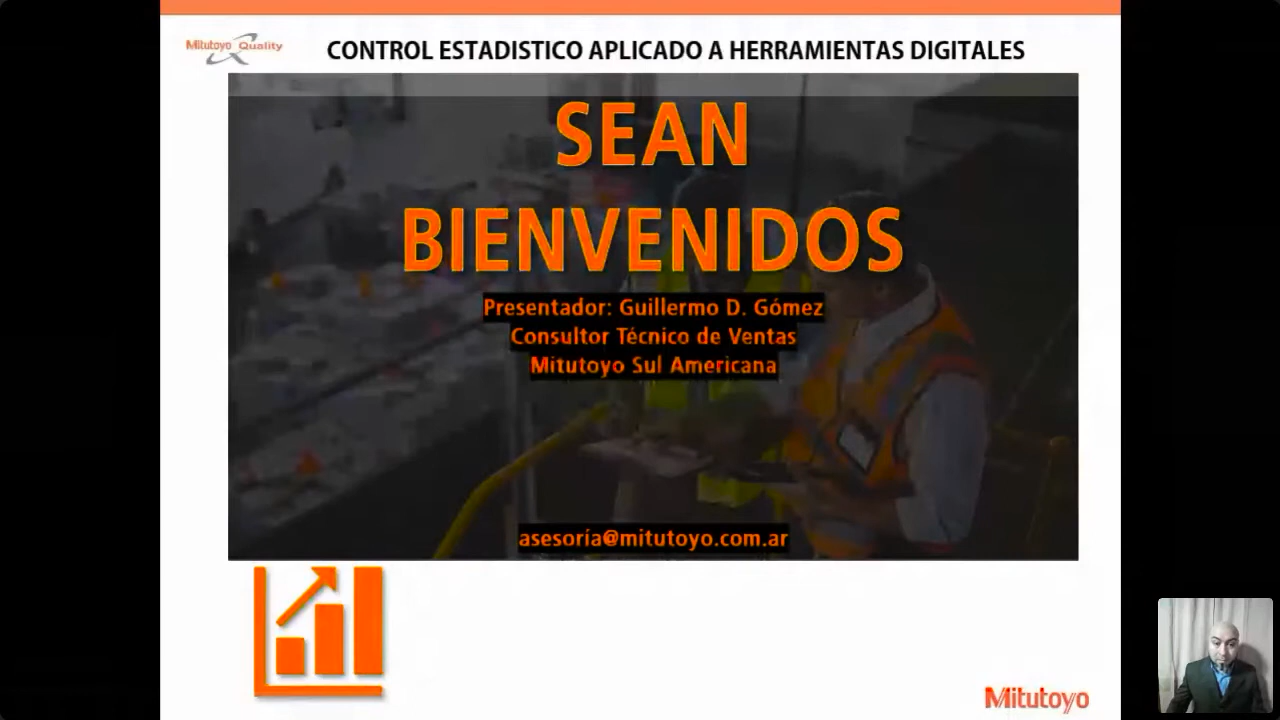 Mitutoyo Quality
CONTROL ESTADISTICO APLICADO A HERRAMIENTAS DIGITALES
SEAN
BIENVENIDOS
Presentador: Guillermo D. Gómez
Consultor Técnico de Ventas
Mitutoyo Sul Americana
asesoría@mitutoyo.com.ar
Mitutoyo